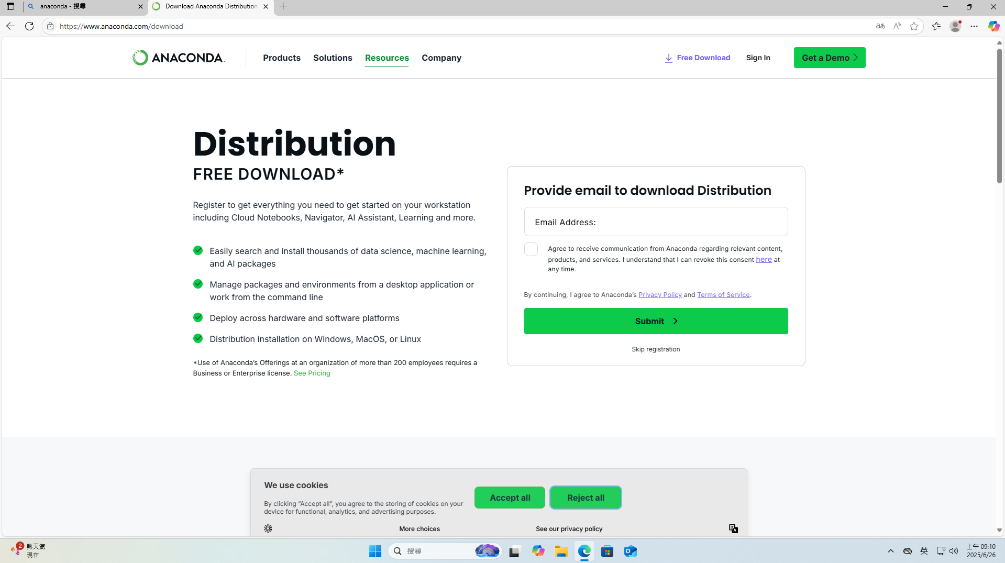 anaconda - 搜尋
Download Anaconda Distribution
https://www.anaconda.com/download
ANACONDA.
Products
Solutions
Resources
Company
Free Download
Sign In
Get a Demo
Distribution
FREE DOWNLOAD*
Register to get everything you need to get started on your workstation
including Cloud Notebooks, Navigator, AI Assistant, Learning and more.
Easily search and install thousands of data science, machine learning,
and AI packages
Manage packages and environments from a desktop application or
work from the command line
Deploy across hardware and software platforms
Distribution installation on Windows, MacOS, or Linux
*Use of Anaconda's Offerings at an organization of more than 200 employees requires a
Business or Enterprise license. See Pricing
Provide email to download Distribution
Email Address:
Agree to receive communication from Anaconda regarding relevant content,
products, and services. I understand that I can revoke this consent here at
any time.
By continuing, I agree to Anaconda's Privacy Policy and Terms of Service.
Submit
Skip registration
We use cookies
By clicking "Accept all", you agree to the storing of cookies on your
device for functional, analytics, and advertising purposes.
Accept all
Reject all
More choices
See our privacy policy
2
現在
搜尋
英
上午 09:10
2025/6/26